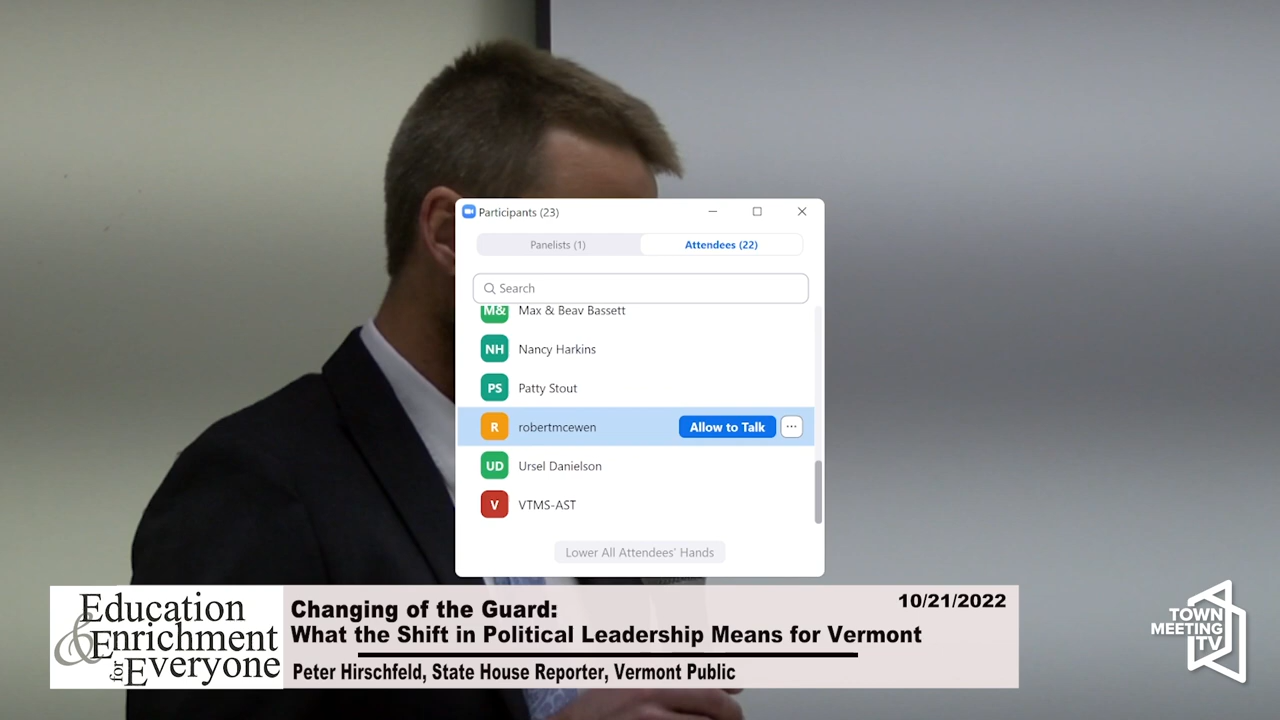 Participants (23)
Panelists (1)
Attendees (22)
Search
M& Max & Beav Bassett
NH Nancy Harkins
PS Patty Stout
R robertmcewen Allow to Talk ...
UD Ursel Danielson
V VTMS-AST
Lower All Attendees' Hands
Education
& Enrichment
for Everyone
Changing of the Guard:
10/21/2022
What the Shift in Political Leadership Means for Vermont
Peter Hirschfeld, State House Reporter, Vermont Public
TOWN
MEETING
TV